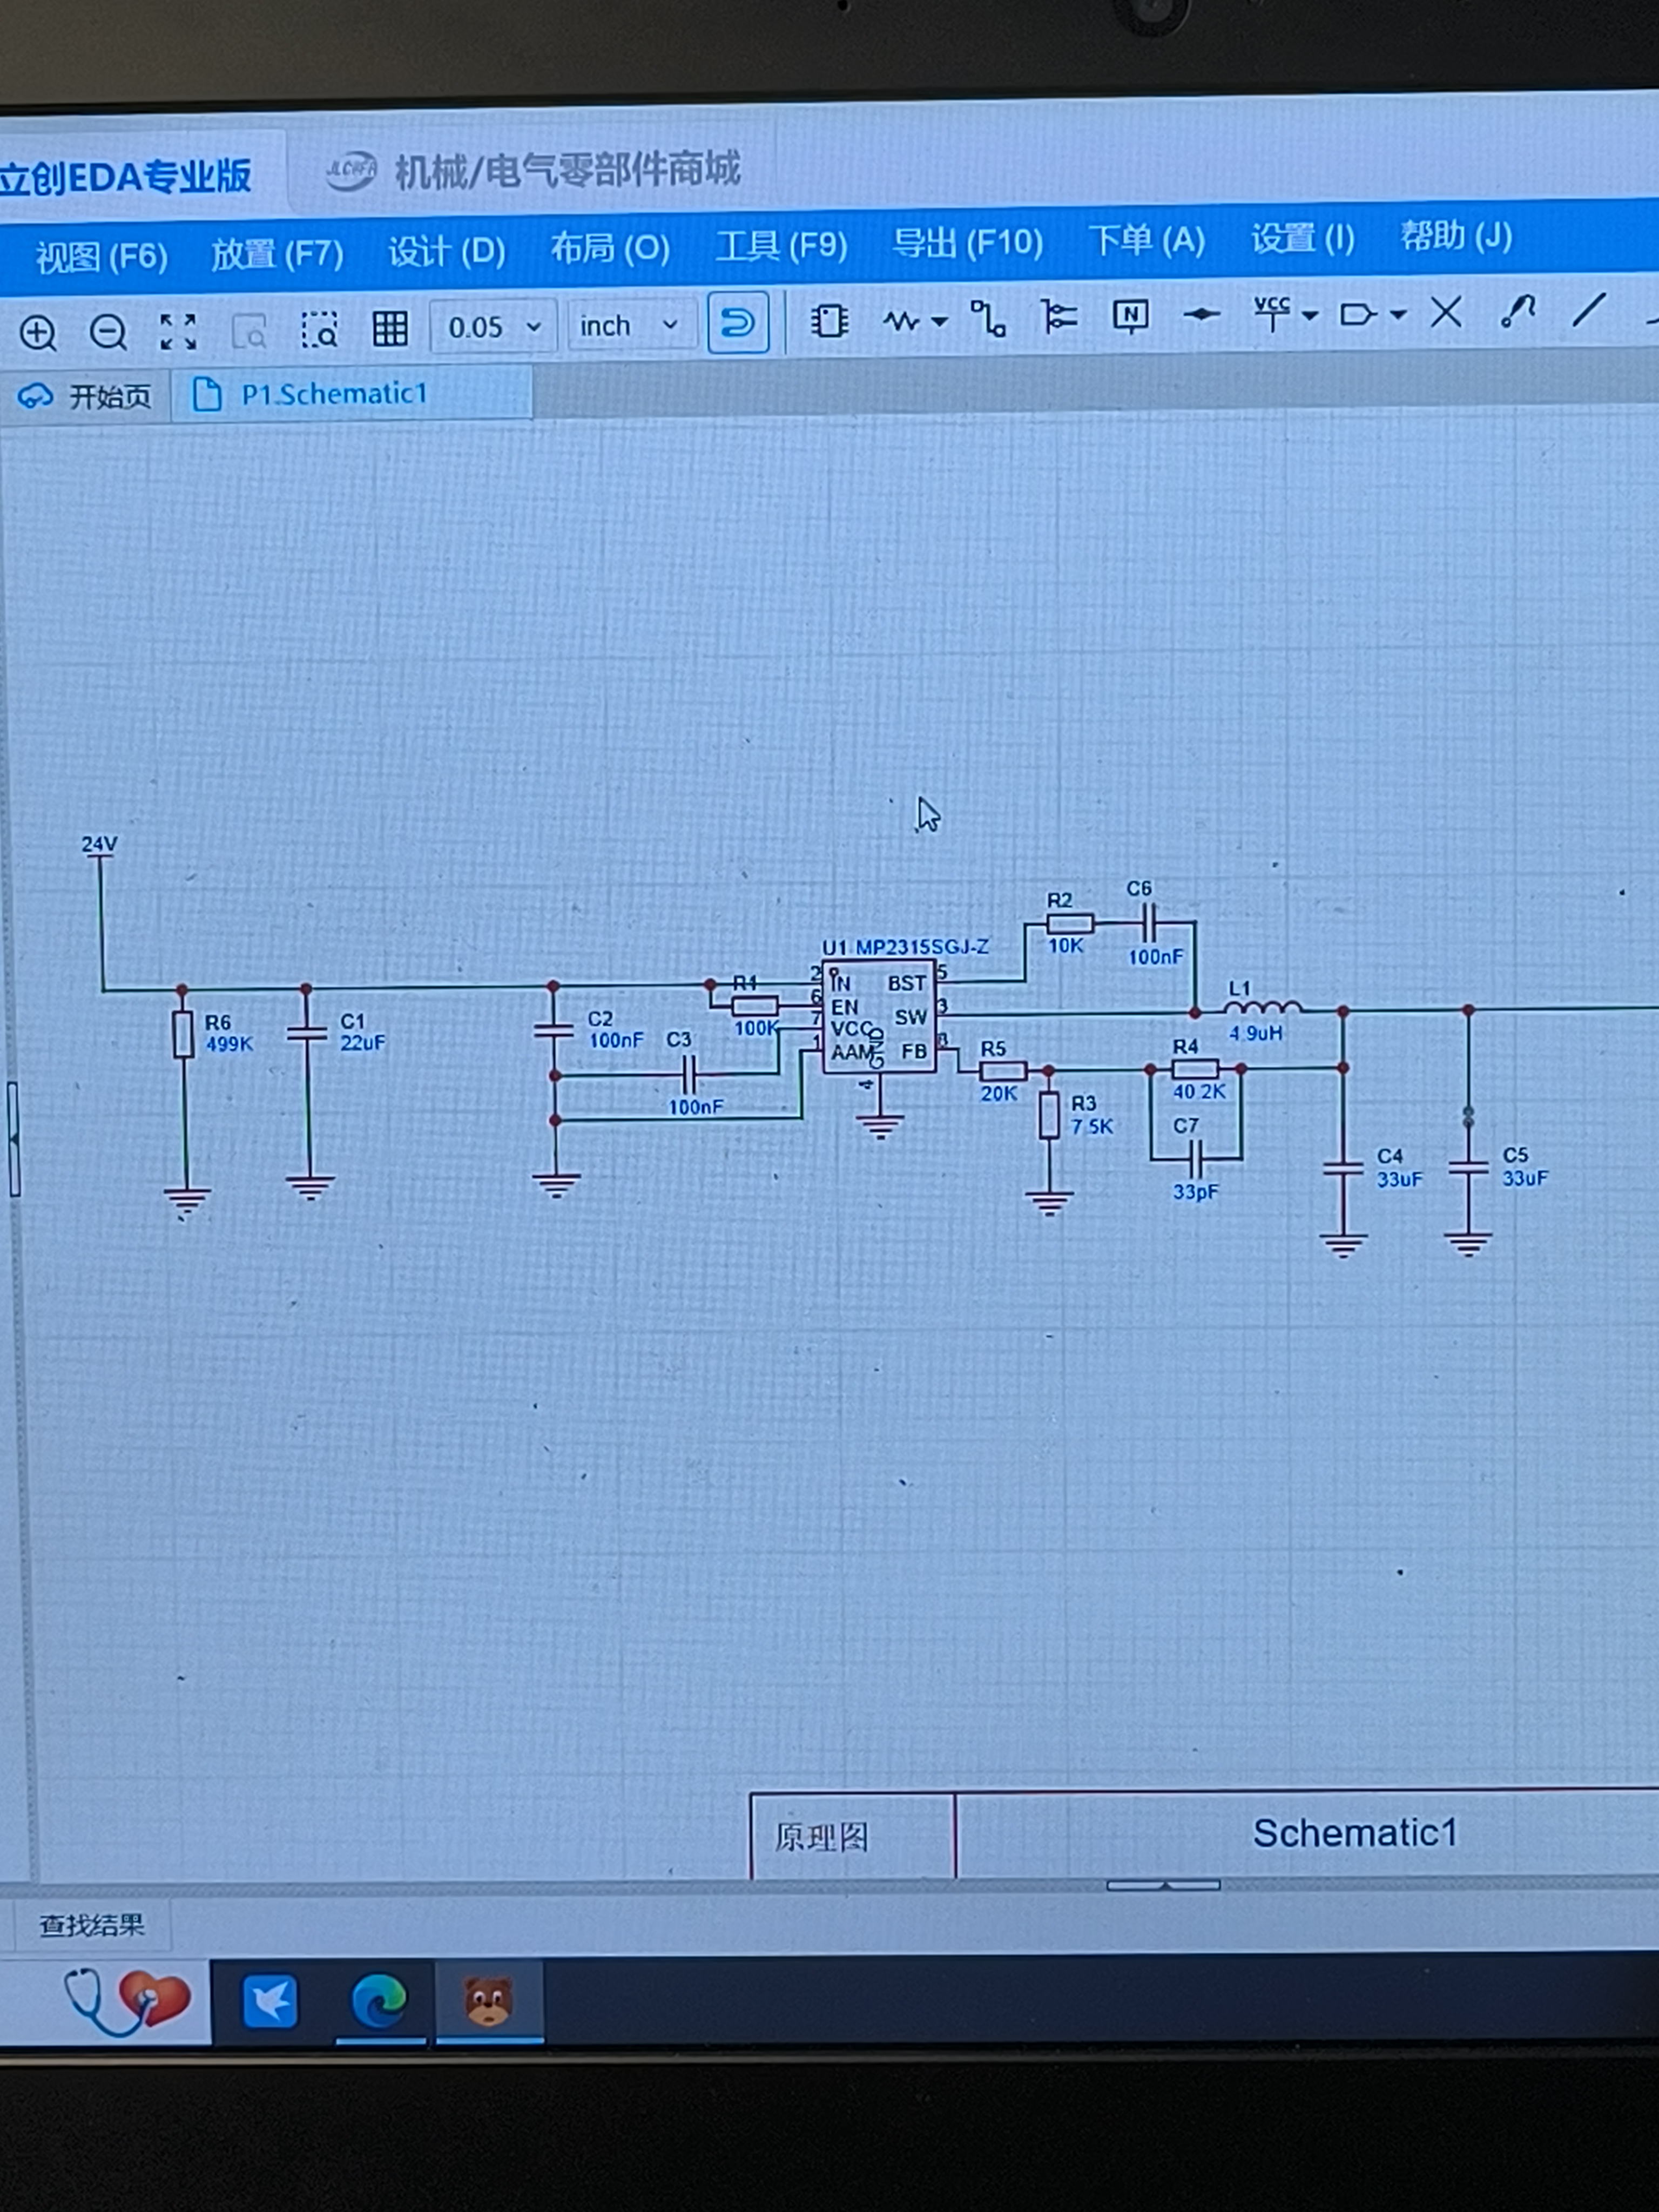 立创EDA专业版
机械/电气零部件商城
视图 (F6) 放置 (F7) 设计 (D) 布局 (O) 工具 (F9) 导出 (F10) 下单 (A) 设置 (I) 帮助 (J)
0.05 inch N VCC
开始页 P1.Schematic1
24V
R6
499K
C1
22uF
C2
100nF
C3
100nF
R1
100K
U1 MP2315SGJ-Z
2 IN BST 5
6 EN
7 VCC SW 3
1 AAM GND FB 8
4
R2
10K
C6
100nF
L1
4.9uH
R5
20K
R3
7.5K
R4
40.2K
C7
33pF
C4
33uF
C5
33uF
原理图 Schematic1
查找结果